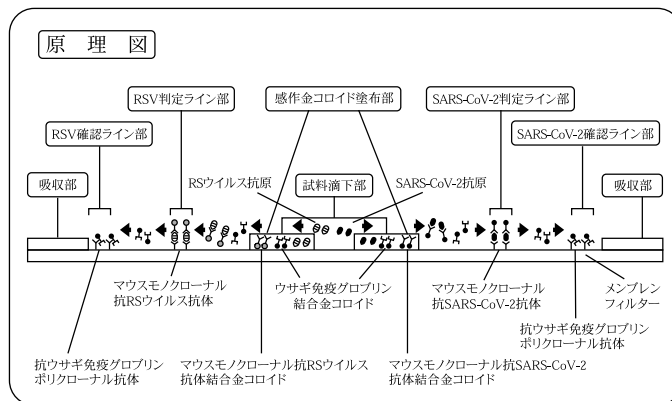 原理図
RSV判定ライン部
感作金コロイド塗布部
SARS-CoV-2判定ライン部
RSV確認ライン部
SARS-CoV-2確認ライン部
吸収部
RSウイルス抗原
試料滴下部
SARS-CoV-2抗原
吸収部
マウスモノクローナル
抗RSウイルス抗体
ウサギ免疫グロブリン
結合金コロイド
マウスモノクローナル
抗SARS-CoV-2抗体
メンブレン
フィルター
抗ウサギ免疫グロブリン
ポリクローナル抗体
マウスモノクローナル抗RSウイルス
抗体結合金コロイド
マウスモノクローナル抗SARS-CoV-2
抗体結合金コロイド
抗ウサギ免疫グロブリン
ポリクローナル抗体